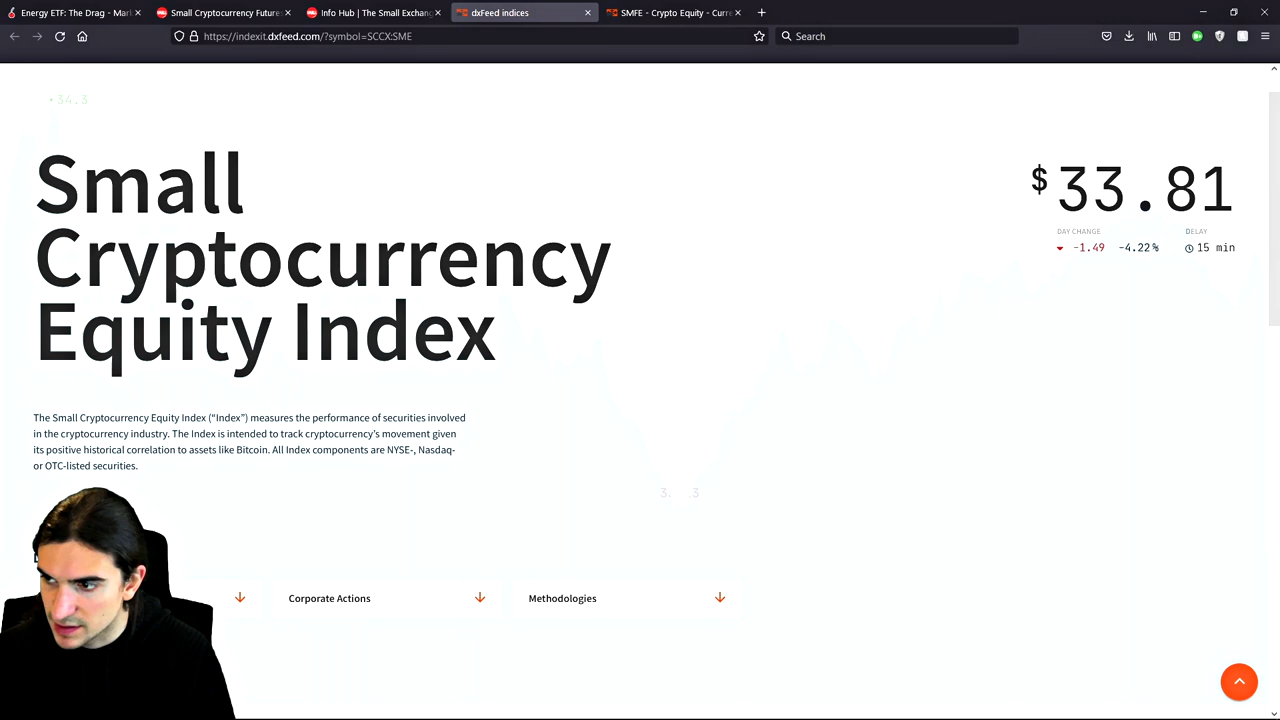 Energy ETF: The Drag - Mark
Small Cryptocurrency Future
Info Hub | The Small Exchang
dxFeed indices
SMFE - Crypto Equity - Curre
https://indexit.dxfeed.com/?symbol=SCCX:SME
Search
34.3
Small
Cryptocurrency
Equity Index
$33.81
DAY CHANGE
DELAY
-1.49 -4.22%
15 min
The Small Cryptocurrency Equity Index (“Index”) measures the performance of securities involved
in the cryptocurrency industry. The Index is intended to track cryptocurrency’s movement given
its positive historical correlation to assets like Bitcoin. All Index components are NYSE-, Nasdaq-
or OTC-listed securities.
Corporate Actions
Methodologies